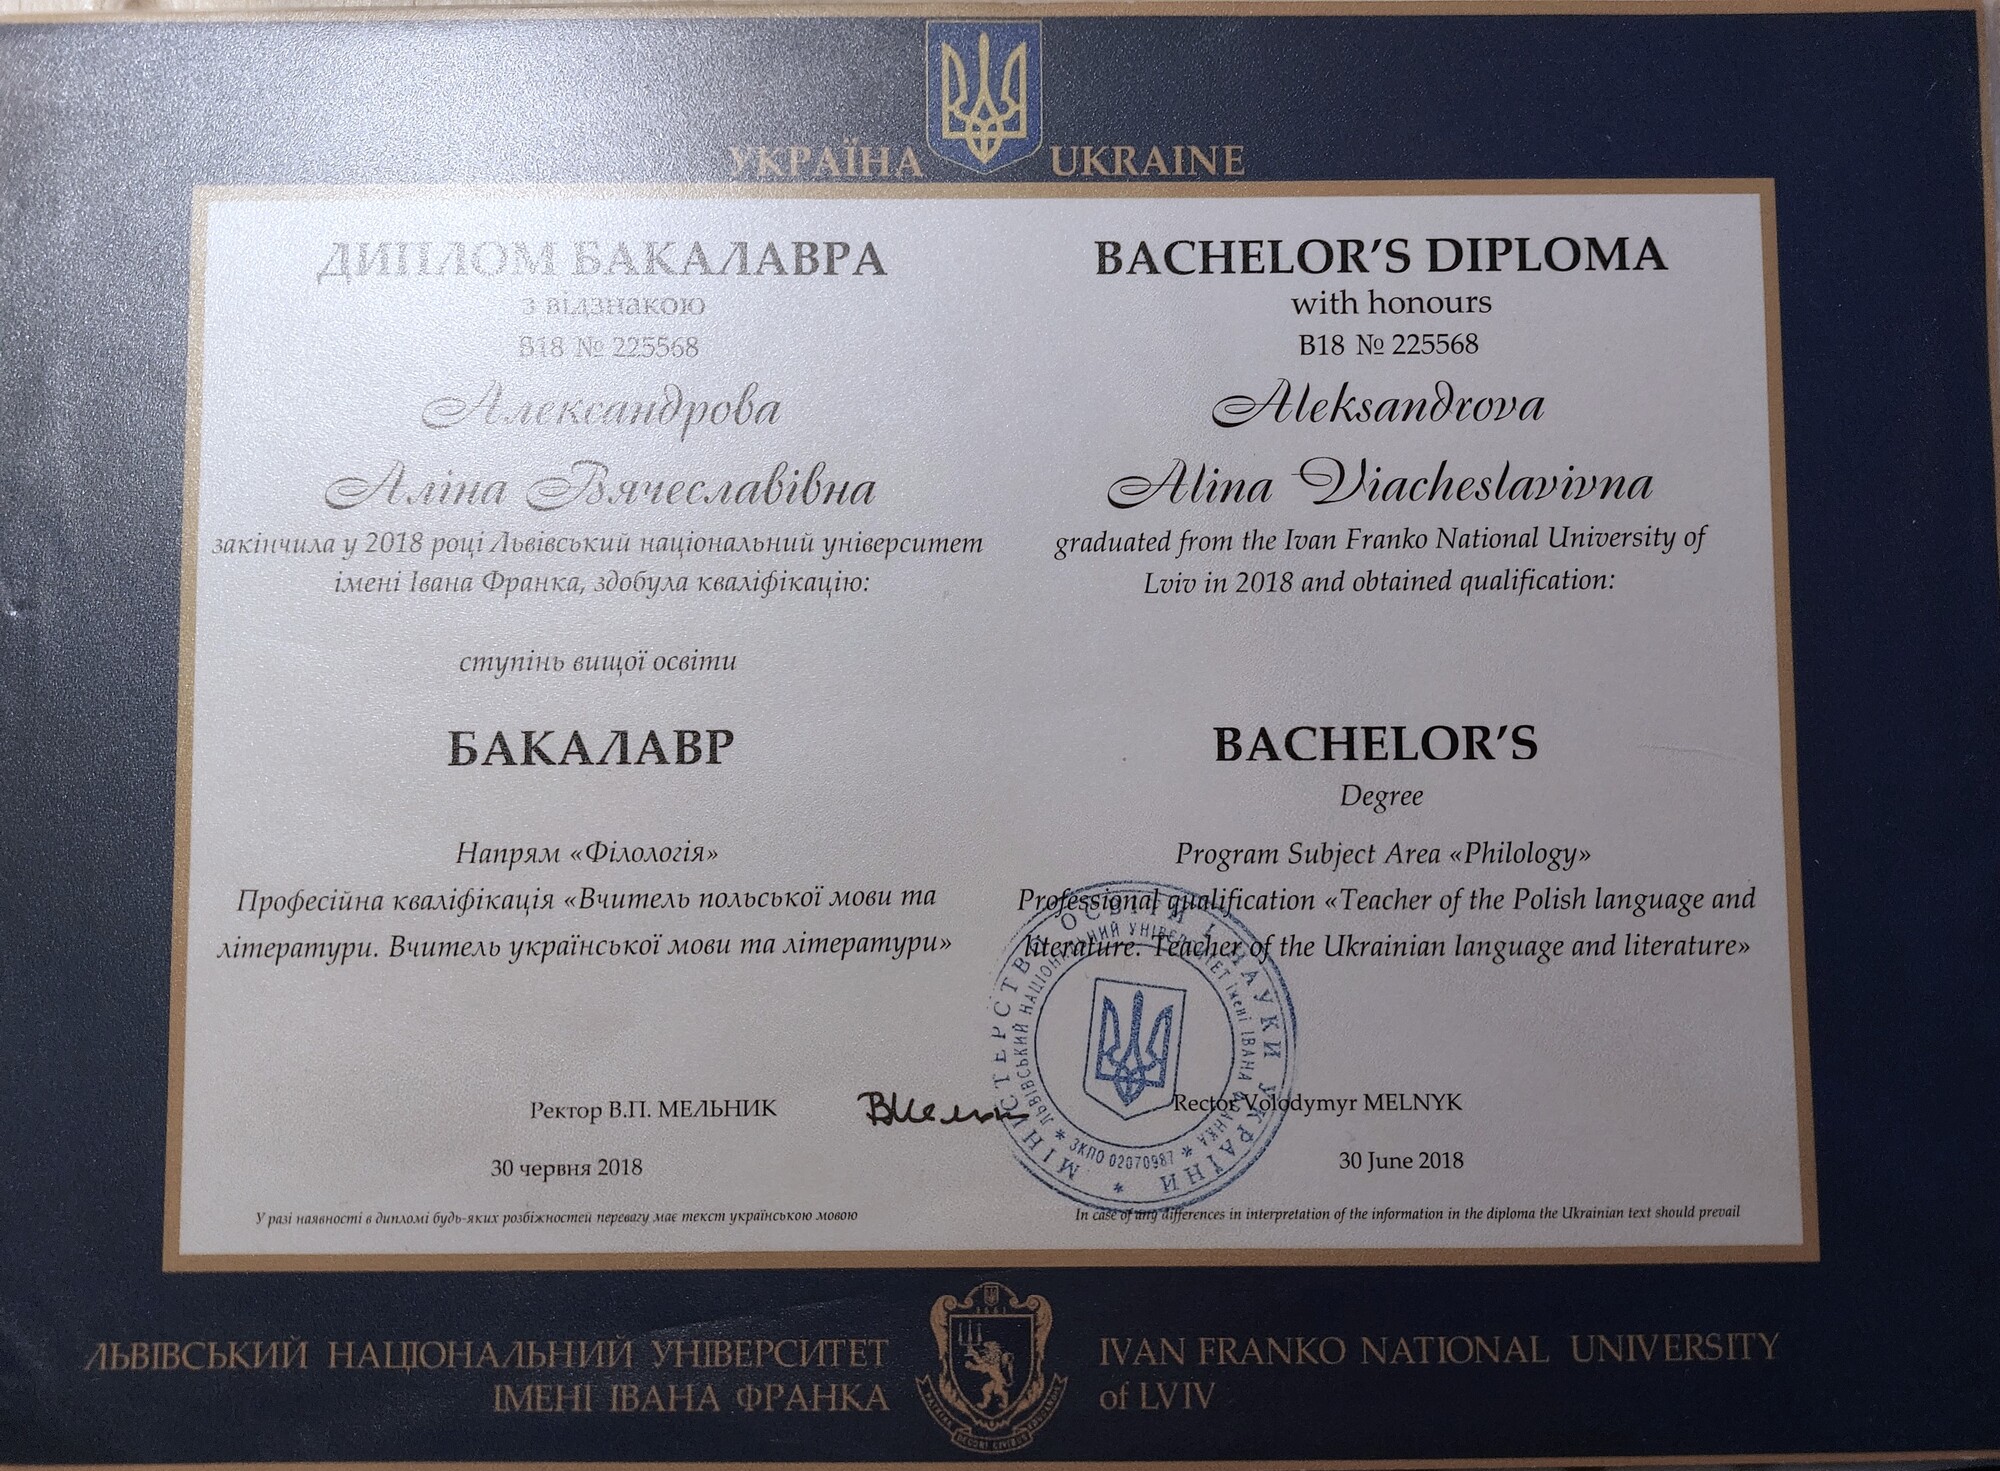 УКРАЇНА UKRAINE
ДИПЛОМ БАКАЛАВРА
з відзнакою
В18 № 225568
Александрова
Аліна Вячеславівна
закінчила у 2018 році Львівський національний університет
імені Івана Франка, здобула кваліфікацію:
ступінь вищої освіти
БАКАЛАВР
Напрям «Філологія»
Професійна кваліфікація «Вчитель польської мови та
літератури. Вчитель української мови та літератури»
Ректор В.П. МЕЛЬНИК
30 червня 2018
У разі наявності в дипломі будь-яких розбіжностей перевагу має текст українською мовою
BACHELOR'S DIPLOMA
with honours
B18 № 225568
Aleksandrova
Alina Viacheslavivna
graduated from the Ivan Franko National University of
Lviv in 2018 and obtained qualification:
BACHELOR'S
Degree
Program Subject Area «Philology»
Professional qualification «Teacher of the Polish language and
literature. Teacher of the Ukrainian language and literature»
Rector Volodymyr MELNYK
30 June 2018
In case of any differences in interpretation of the information in the diploma the Ukrainian text should prevail
МІНІСТЕРСТВО ОСВІТИ І НАУКИ УКРАЇНИ
ЛЬВІВСЬКИЙ НАЦІОНАЛЬНИЙ УНІВЕРСИТЕТ імені ІВАНА ФРАНКА
ЗКПО 02070987
ЛЬВІВСЬКИЙ НАЦІОНАЛЬНИЙ УНІВЕРСИТЕТ
ІМЕНІ ІВАНА ФРАНКА
1661
PATRIAE DECORI CIVIBUS EDUCANDIS
IVAN FRANKO NATIONAL UNIVERSITY
of LVIV